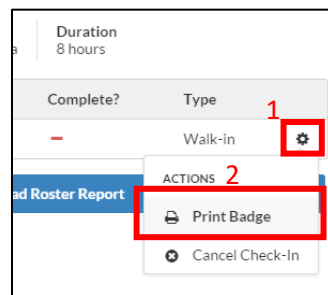 Duration
a 8 hours
Complete? Type
1
Walk-in
ACTIONS 2
ad Roster Report
Print Badge
Cancel Check-In